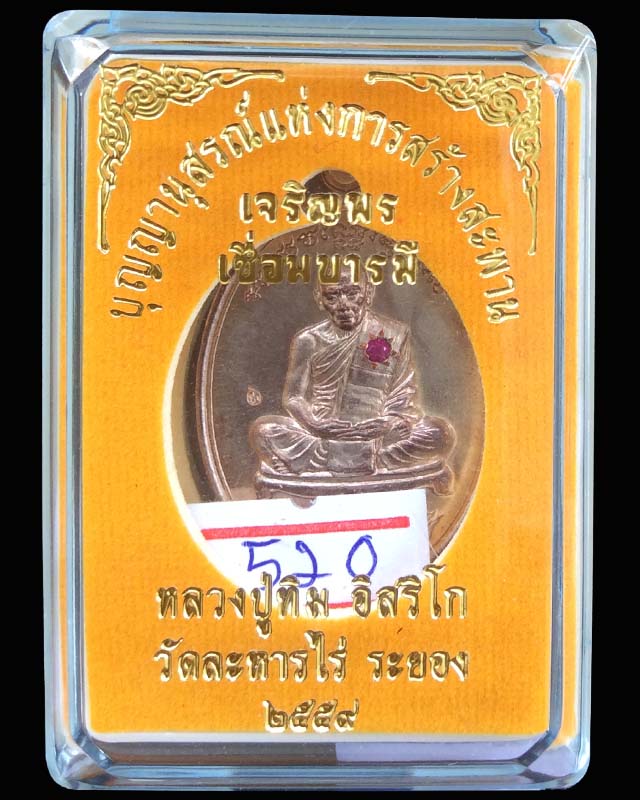 บุญญานุสรณ์แห่งการสร้างสะพาน
เจริญพร
เชื่อมบารมี
520
หลวงปู่ทิม อิสริโก
วัดละหารไร่ ระยอง
๒๕๕๙